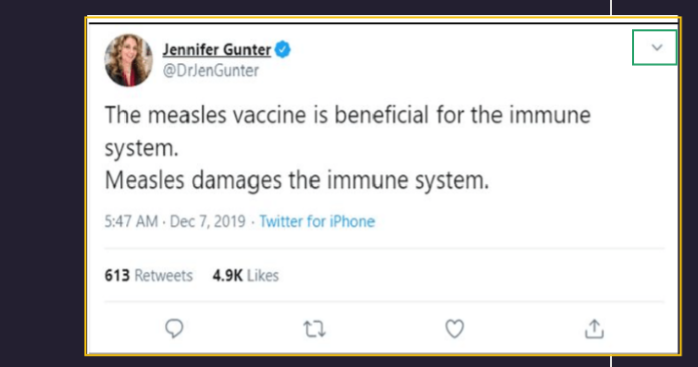 Jennifer Gunter
@DrJenGunter
The measles vaccine is beneficial for the immune
system.
Measles damages the immune system.
5:47 AM · Dec 7, 2019 · Twitter for iPhone
613 Retweets 4.9K Likes